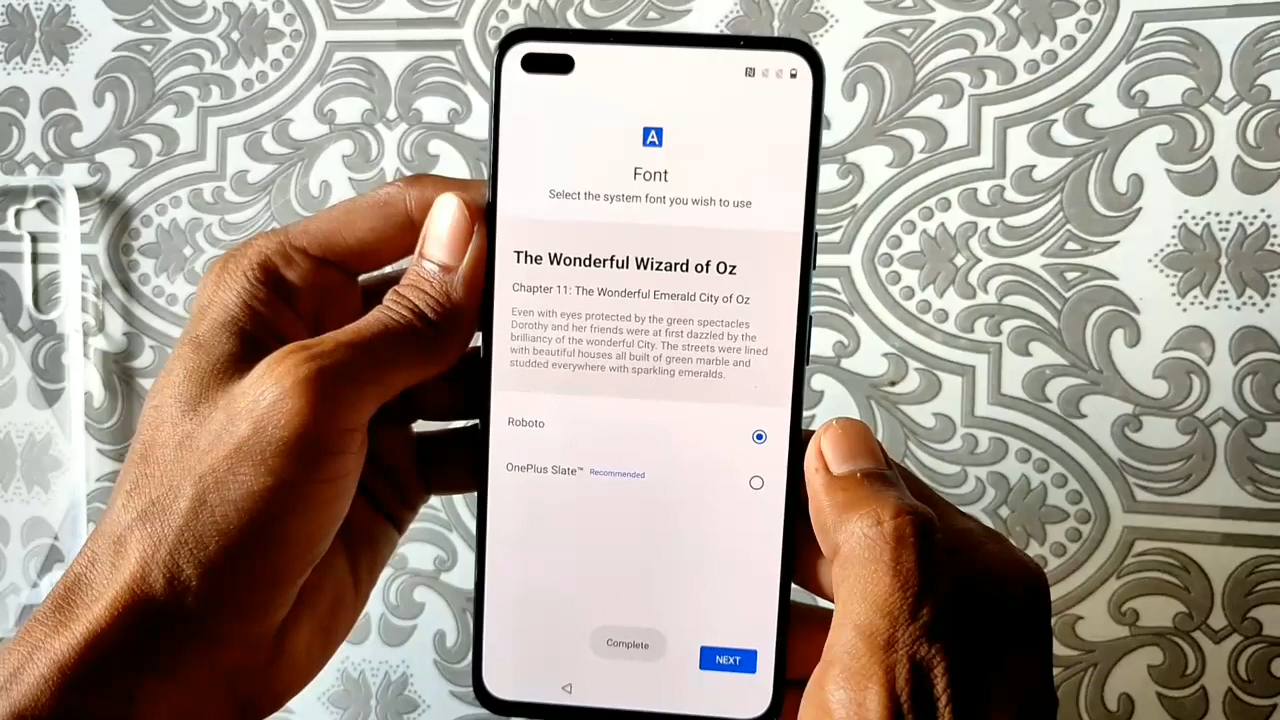 A
Font
Select the system font you wish to use
The Wonderful Wizard of Oz
Chapter 11: The Wonderful Emerald City of Oz
Even with eyes protected by the green spectacles
Dorothy and her friends were at first dazzled by the
brilliancy of the wonderful City. The streets were lined
with beautiful houses all built of green marble and
studded everywhere with sparkling emeralds.
Roboto
OnePlus Slate™ Recommended
Complete
NEXT